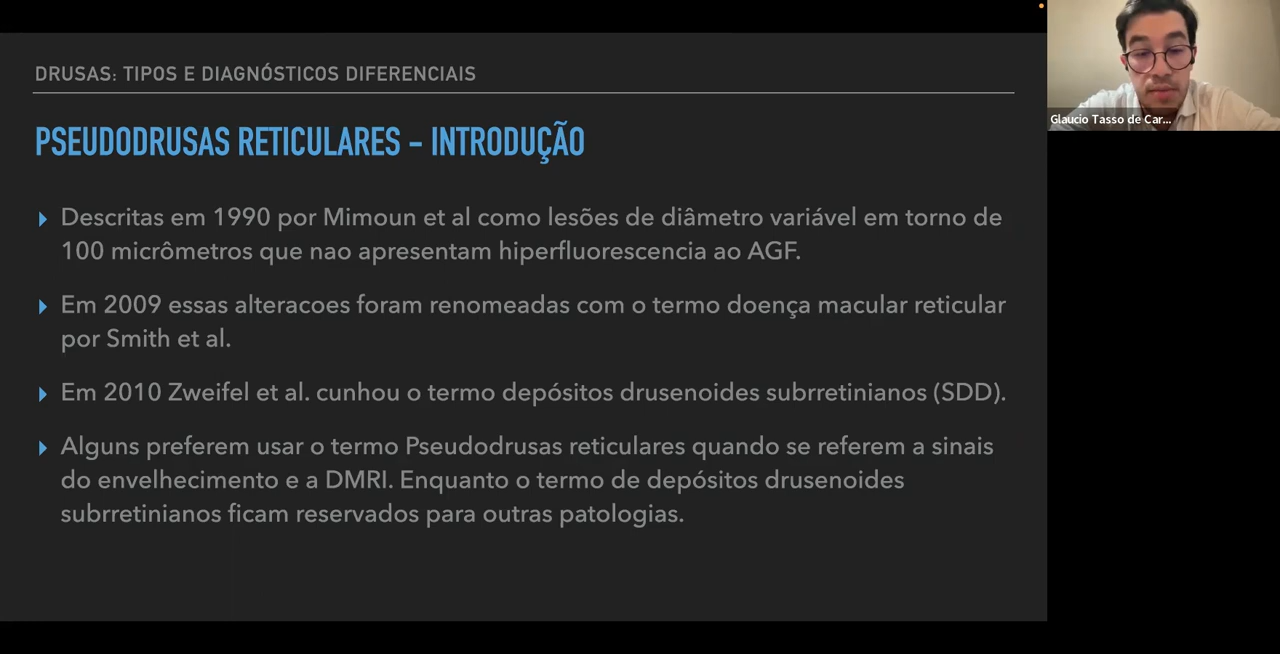 DRUSAS: TIPOS E DIAGNÓSTICOS DIFERENCIAIS
PSEUDODRUSAS RETICULARES – INTRODUÇÃO
Descritas em 1990 por Mimoun et al como lesões de diâmetro variável em torno de
100 micrômetros que nao apresentam hiperfluorescencia ao AGF.
Em 2009 essas alteracoes foram renomeadas com o termo doença macular reticular
por Smith et al.
Em 2010 Zweifel et al. cunhou o termo depósitos drusenoides subrretinianos (SDD).
Alguns preferem usar o termo Pseudodrusas reticulares quando se referem a sinais
do envelhecimento e a DMRI. Enquanto o termo de depósitos drusenoides
subrretinianos ficam reservados para outras patologias.
Glaucio Tasso de Car...